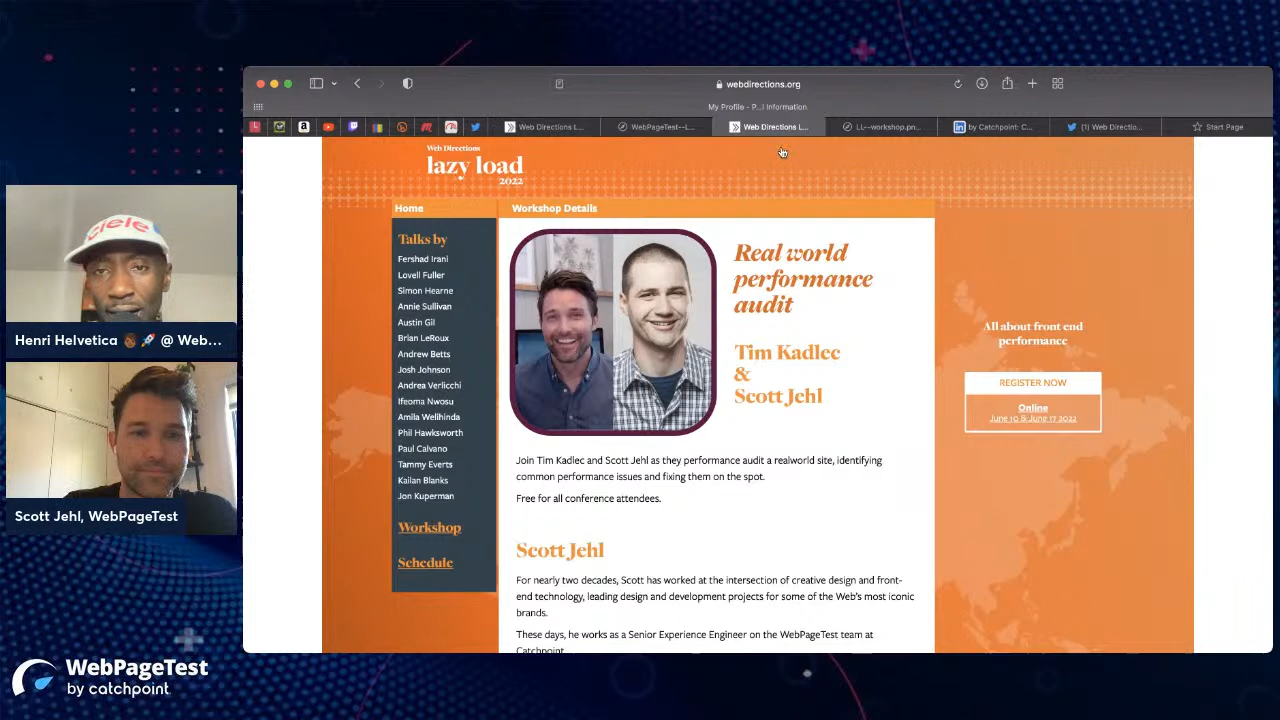 webdirections.org
My Profile - P...l Information
Web Directions L...
WebPageTest--L...
Web Directions L...
LL--workshop.pn...
by Catchpoint: C...
(1) Web Directio...
Start Page
Web Directions
lazy load
2022
Home
Workshop Details
Talks by
Fershad Irani
Lovell Fuller
Simon Hearne
Annie Sullivan
Austin Gil
Brian LeRoux
Andrew Betts
Josh Johnson
Andrea Verlicchi
Ifeoma Nwosu
Amila Welihinda
Phil Hawksworth
Paul Calvano
Tammy Everts
Kailan Blanks
Jon Kuperman
Workshop
Schedule
Real world
performance
audit
Tim Kadlec
&
Scott Jehl
Join Tim Kadlec and Scott Jehl as they performance audit a realworld site, identifying
common performance issues and fixing them on the spot.
Free for all conference attendees.
Scott Jehl
For nearly two decades, Scott has worked at the intersection of creative design and front-
end technology, leading design and development projects for some of the Web's most iconic
brands.
These days, he works as a Senior Experience Engineer on the WebPageTest team at
Catchpoint
All about front end
performance
REGISTER NOW
Online
June 10 & June 17 2022
ciele
Henri Helvetica 👨🏾‍🚀 🚀 @ Web...
Scott Jehl, WebPageTest
WebPageTest
by catchpoint